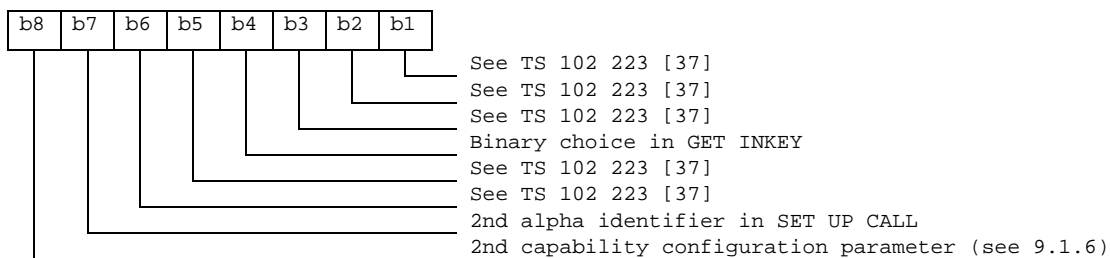 b8 b7 b6 b5 b4 b3 b2 b1
See TS 102 223 [37]
See TS 102 223 [37]
See TS 102 223 [37]
Binary choice in GET INKEY
See TS 102 223 [37]
See TS 102 223 [37]
2nd alpha identifier in SET UP CALL
2nd capability configuration parameter (see 9.1.6)